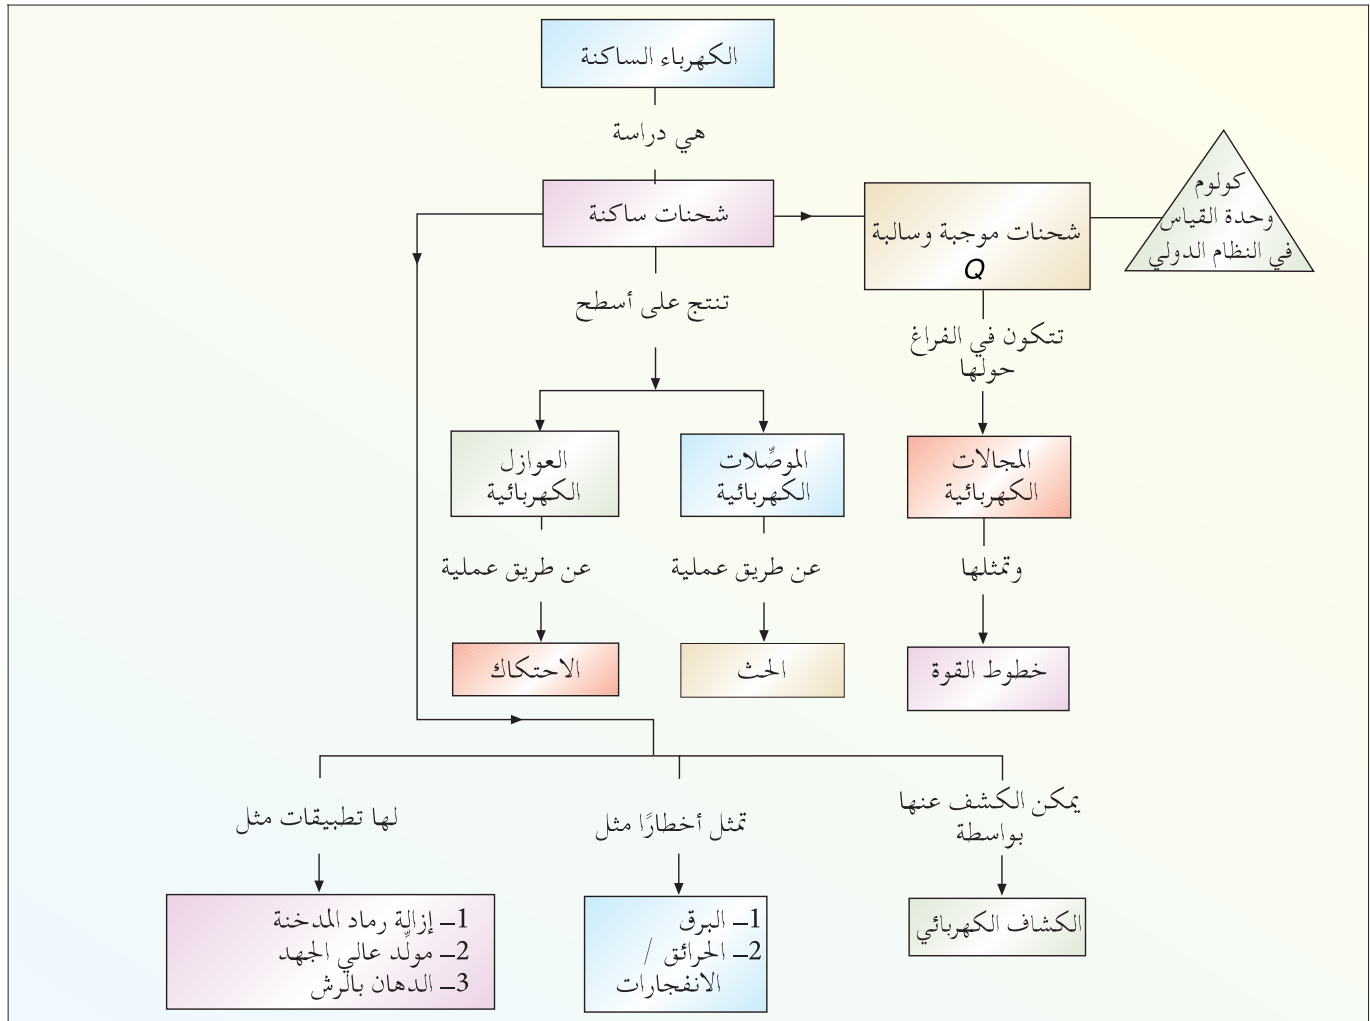 الكهرباء الساكنة
هي دراسة
شحنات ساكنة
شحنات موجبة وسالبة
Q
كولوم
وحدة القياس
في النظام الدولي
تنتج على أسطح
تتكون في الفراغ
حولها
المجالات
الكهربائية
الموصِّلات
الكهربائية
العوازل
الكهربائية
وتمثلها
عن طريق عملية
عن طريق عملية
خطوط القوة
الحث
الاحتكاك
يمكن الكشف عنها
بواسطة
تمثل أخطارًا مثل
لها تطبيقات مثل
الكشاف الكهربائي
1– البرق
2– الحرائق /
الانفجارات
1– إزالة رماد المدخنة
2– مولِّد عالي الجهد
3– الدهان بالرش